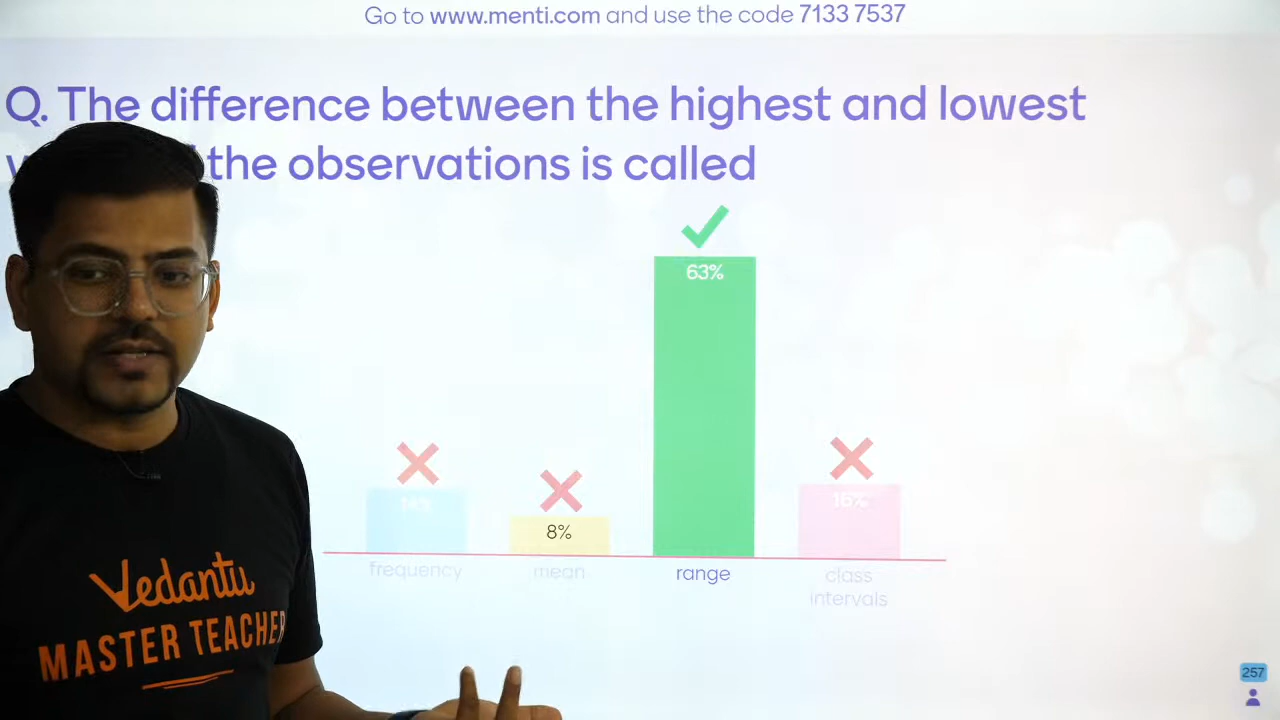 Go to www.menti.com and use the code 7133 7537
Q. The difference between the highest and lowest
the observations is called
63%
8%
frequency
mean
range
class
intervals
Vedantu
MASTER TEACHER
257